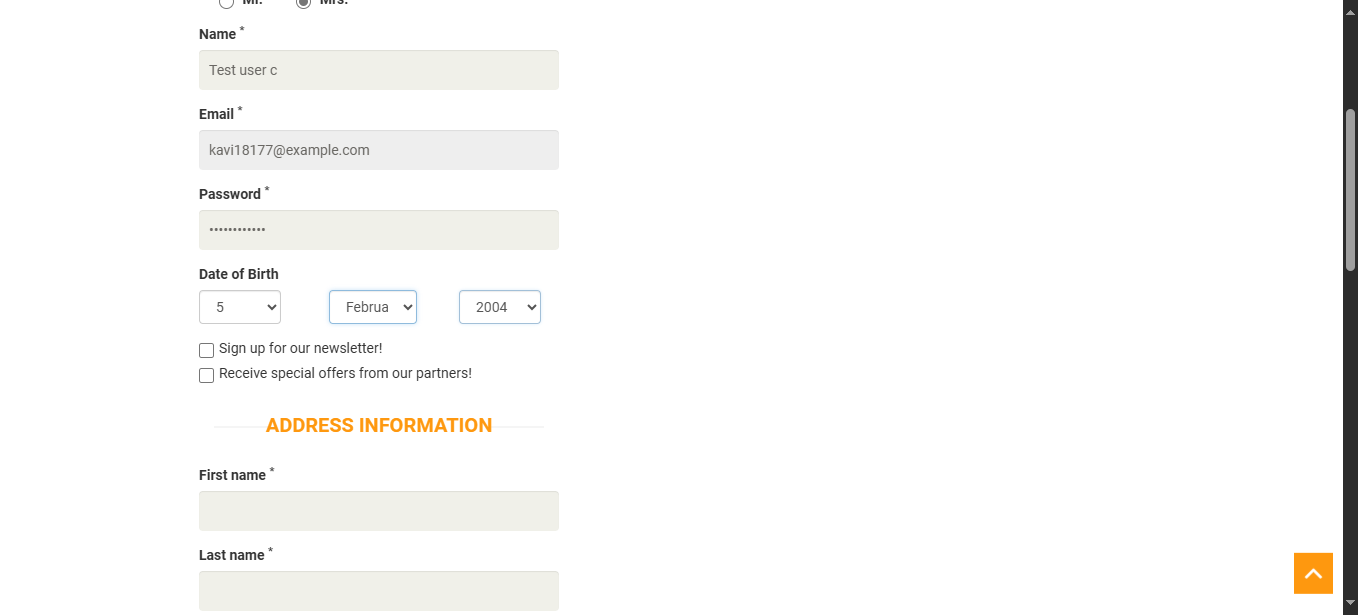 Mr. Mrs.
Name *
Test user c
Email *
kavi18177@example.com
Password *
••••••••••••
Date of Birth
5 Februa 2004
Sign up for our newsletter!
Receive special offers from our partners!
ADDRESS INFORMATION
First name *
Last name *